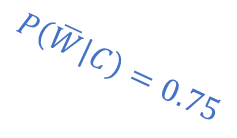 P(W̅|C) = 0.75